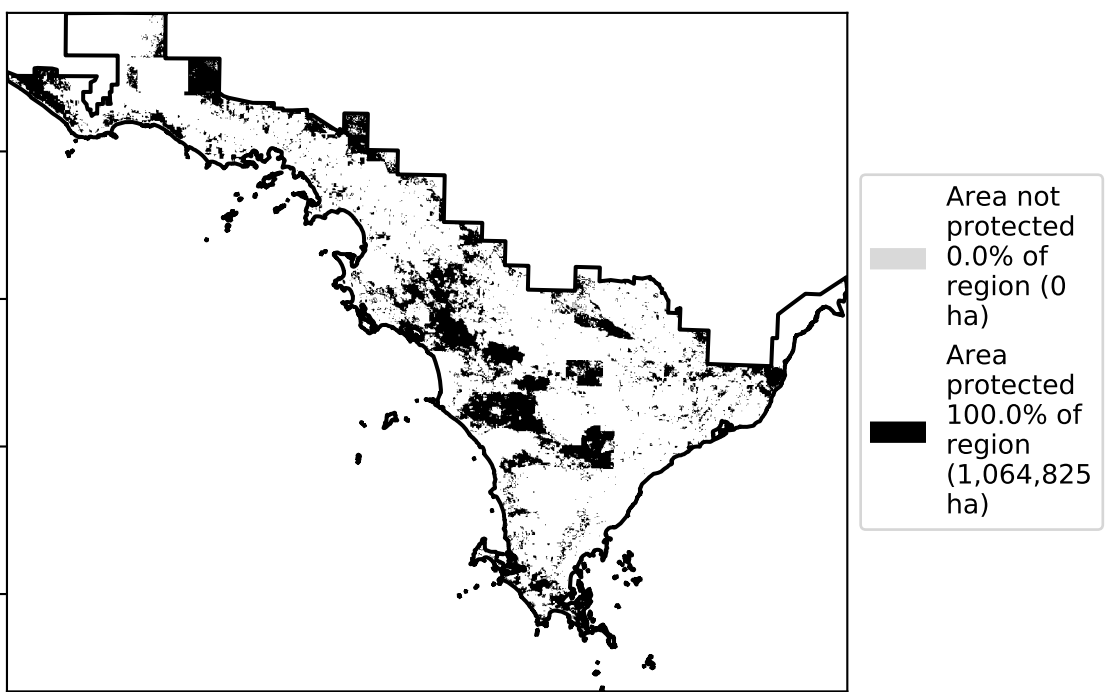 Area not
protected
0.0% of
region (0
ha)
Area
protected
100.0% of
region
(1,064,825
ha)